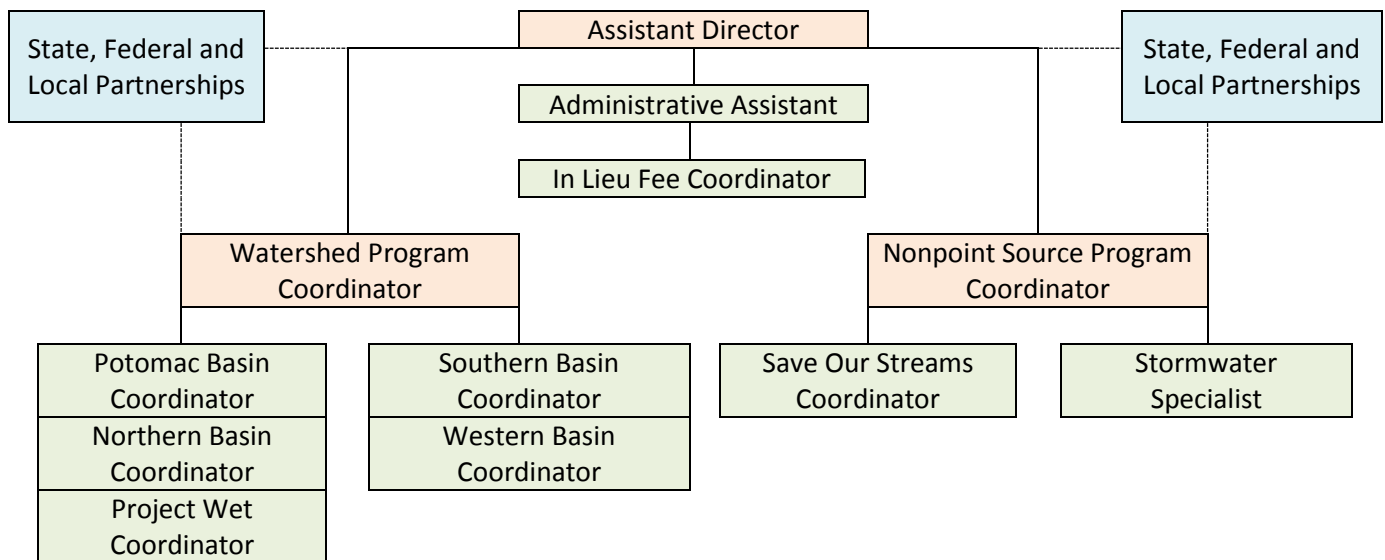 State, Federal and
Local Partnerships
Assistant Director
State, Federal and
Local Partnerships
Administrative Assistant
In Lieu Fee Coordinator
Watershed Program
Coordinator
Nonpoint Source Program
Coordinator
Potomac Basin
Coordinator
Northern Basin
Coordinator
Project Wet
Coordinator
Southern Basin
Coordinator
Western Basin
Coordinator
Save Our Streams
Coordinator
Stormwater
Specialist